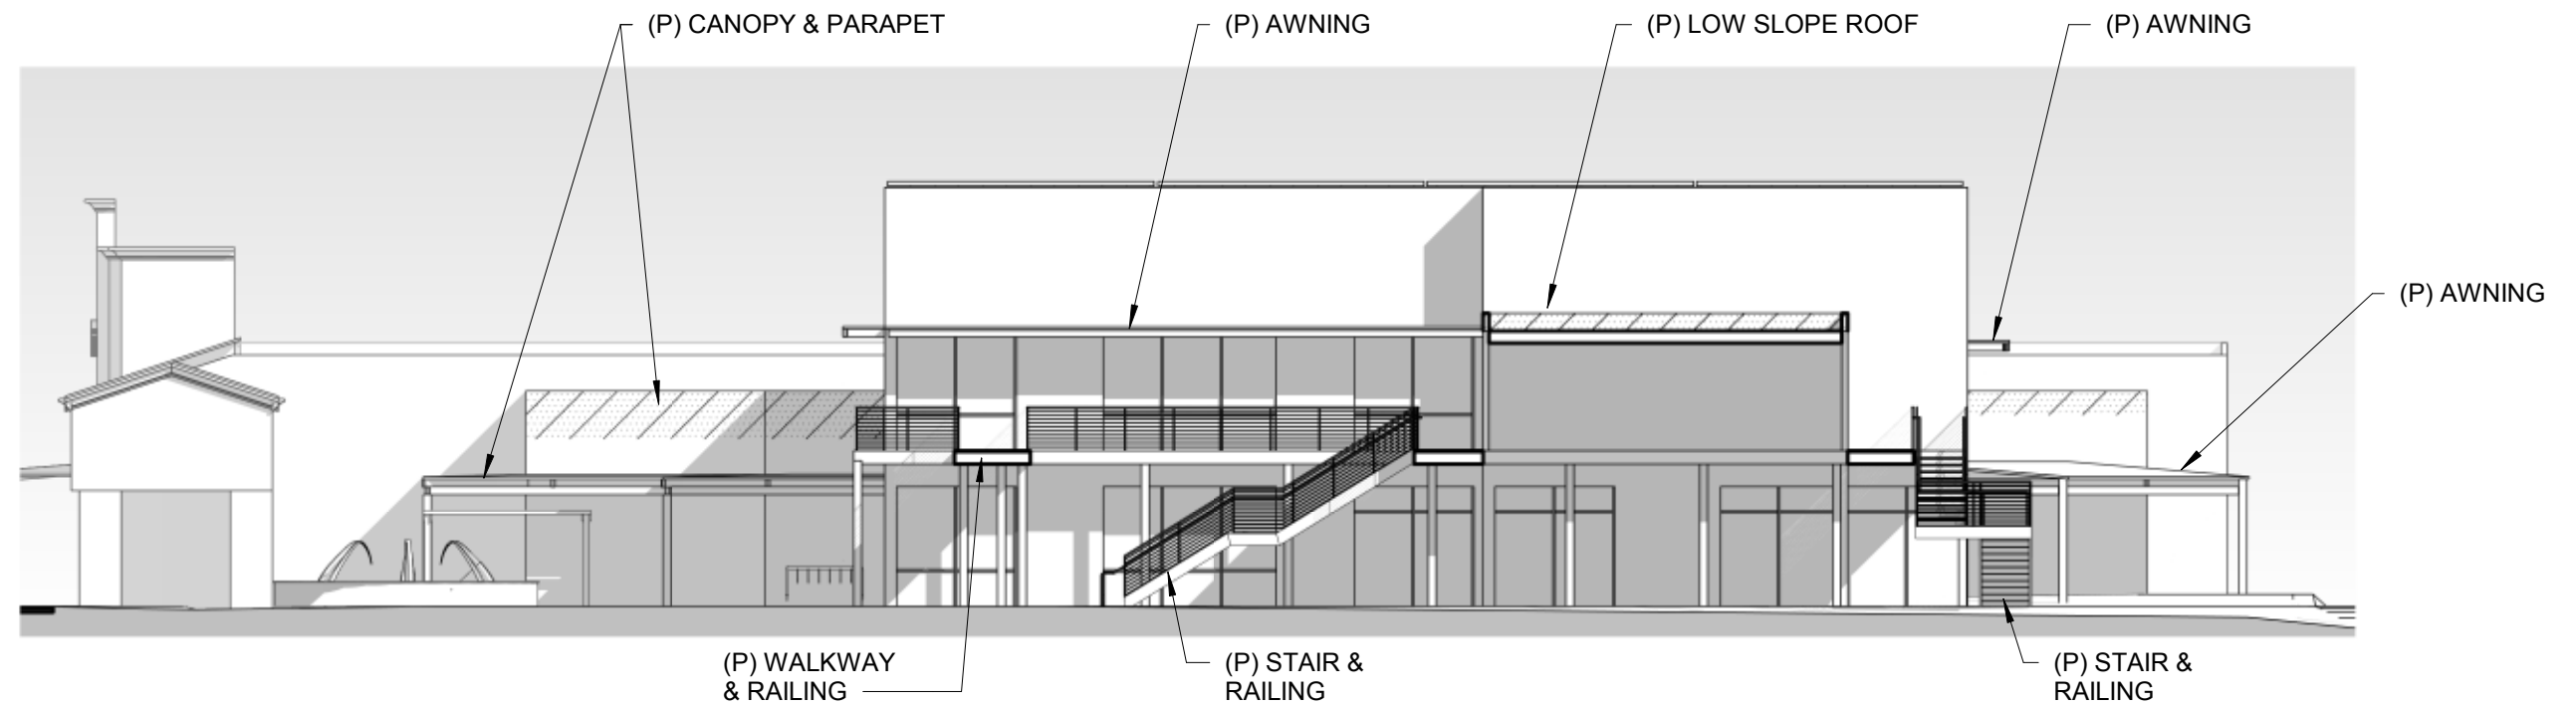 (P) CANOPY & PARAPET
(P) AWNING
(P) LOW SLOPE ROOF
(P) AWNING
(P) AWNING
(P) WALKWAY
& RAILING
(P) STAIR &
RAILING
(P) STAIR &
RAILING